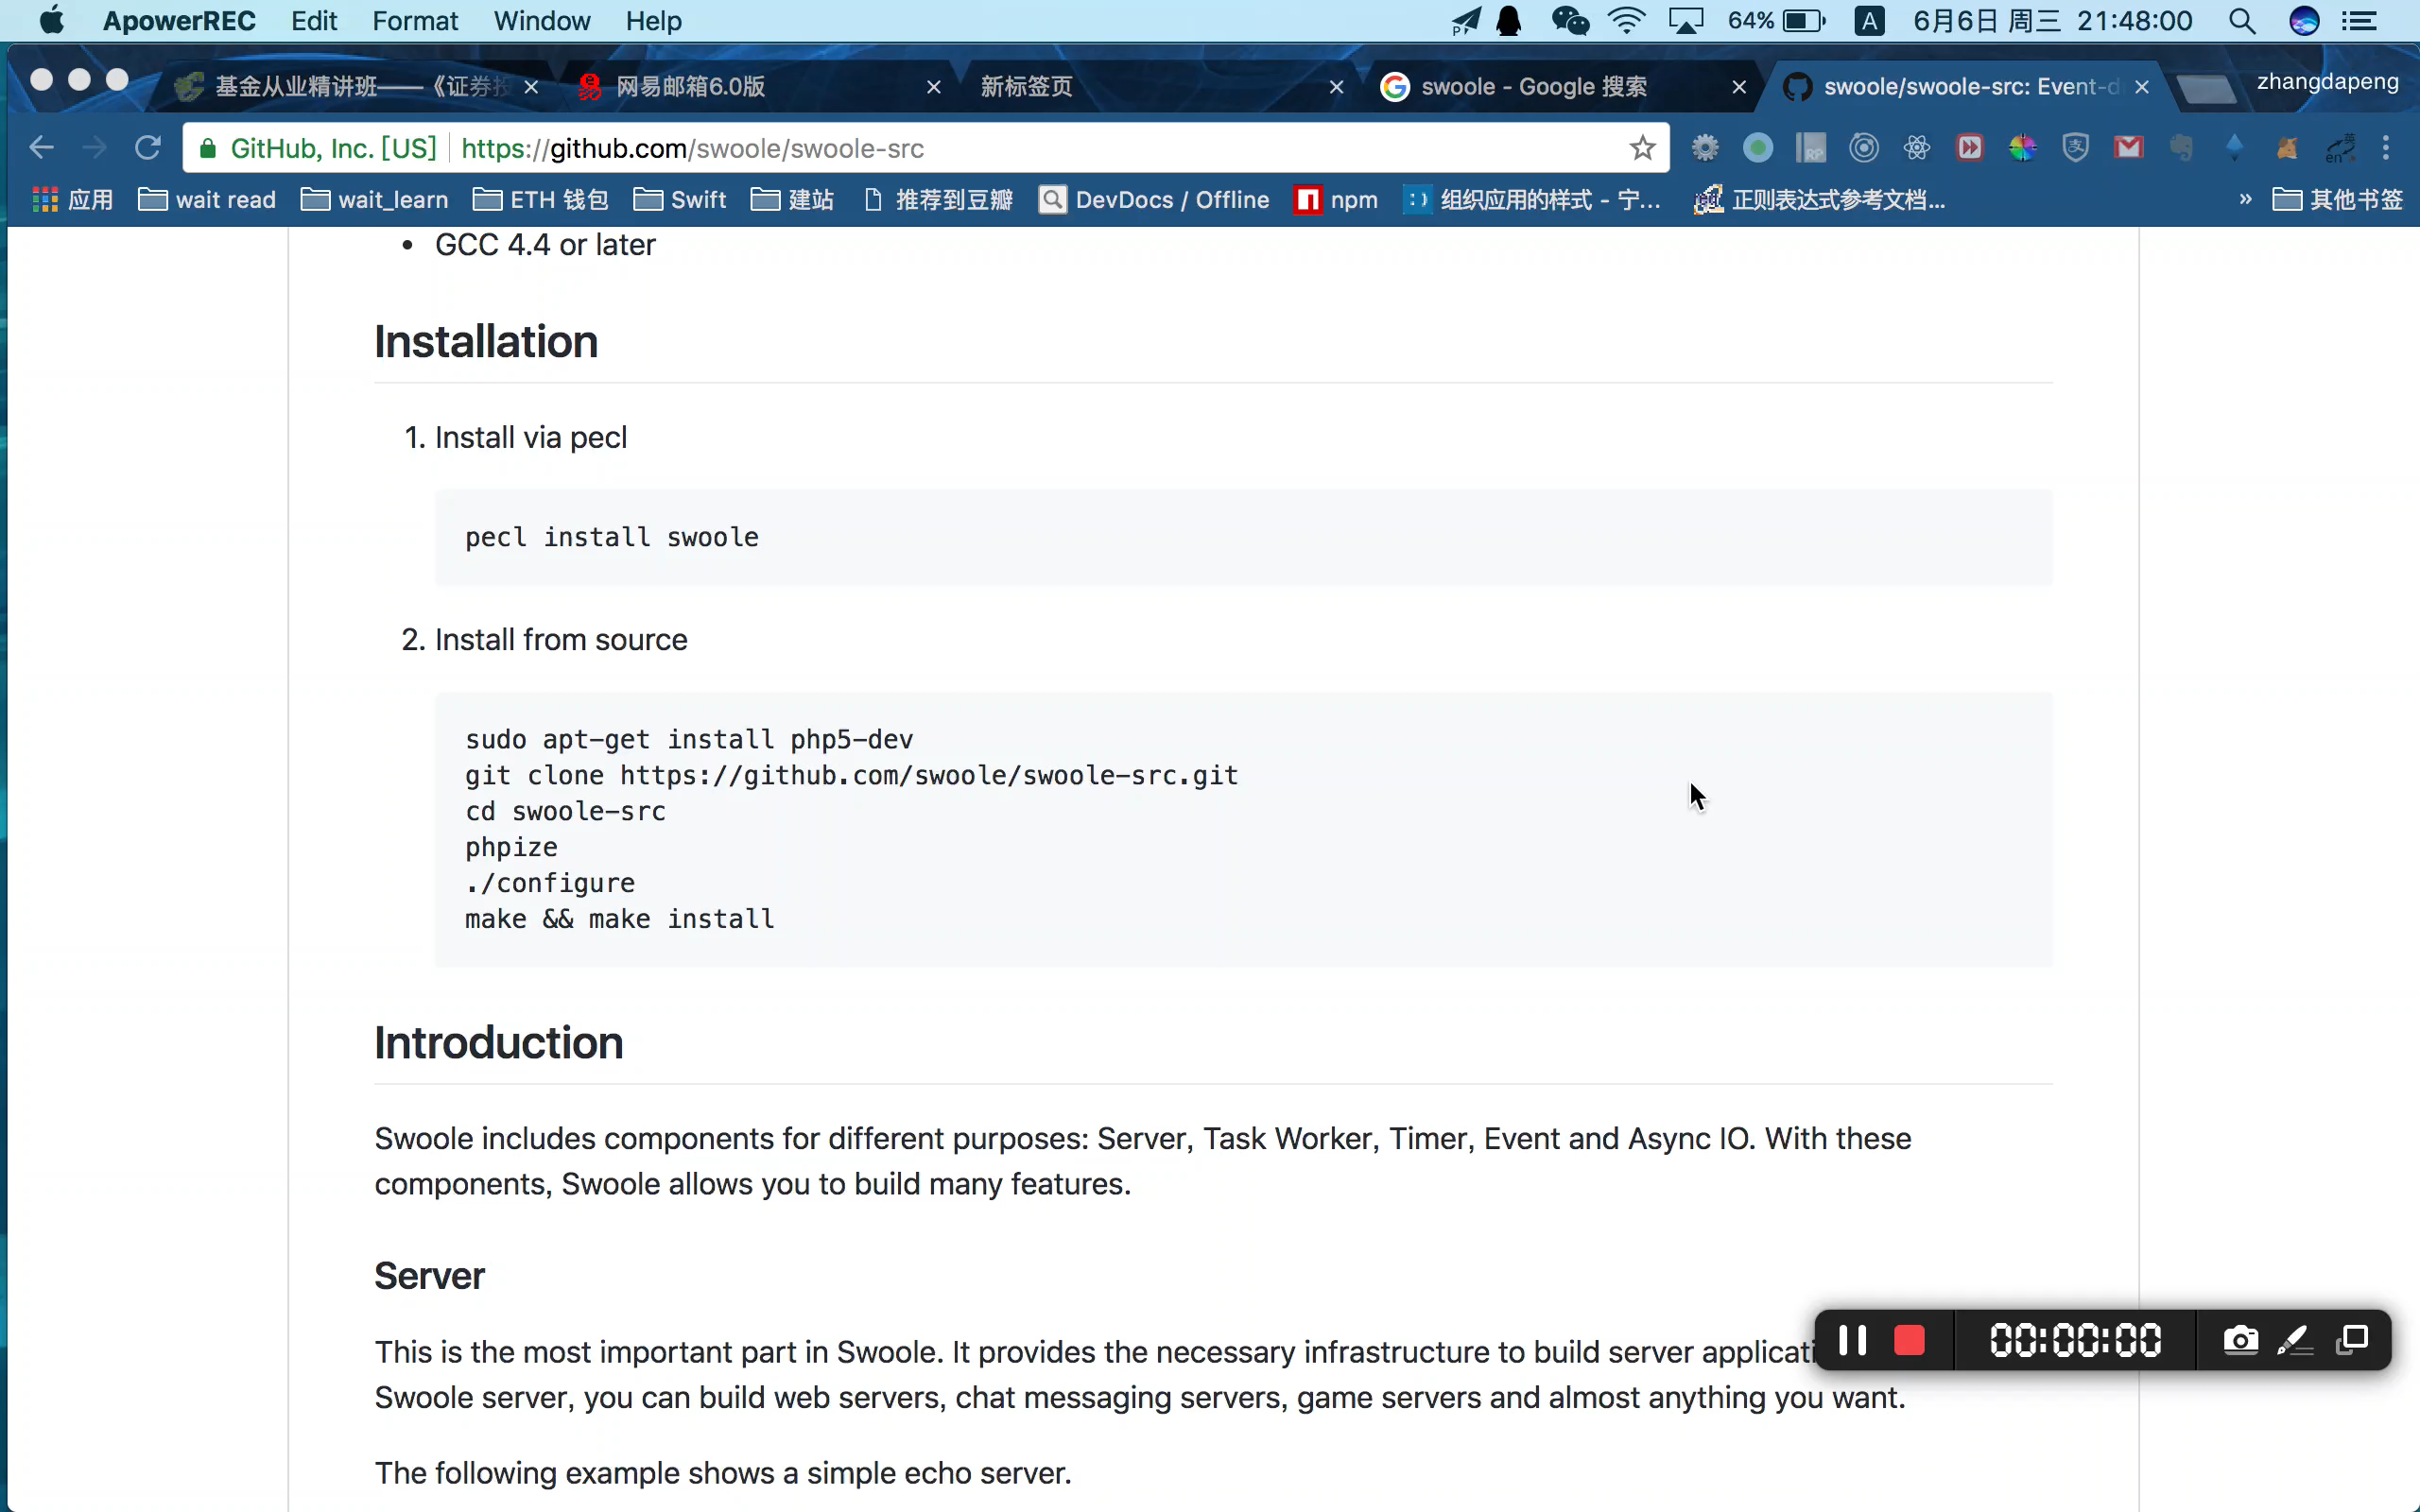 ApowerREC Edit Format Window Help 64% A 6月6日 周三 21:48:00
基金从业精讲班——《证券投 网易邮箱6.0版 新标签页 swoole - Google 搜索 swoole/swoole-src: Event-d zhangdapeng
GitHub, Inc. [US] https://github.com/swoole/swoole-src
应用 wait read wait_learn ETH 钱包 Swift 建站 推荐到豆瓣 DevDocs / Offline npm 组织应用的样式 - 宁... 正则表达式参考文档... » 其他书签
• GCC 4.4 or later
Installation
1. Install via pecl
pecl install swoole
2. Install from source
sudo apt-get install php5-dev
git clone https://github.com/swoole/swoole-src.git
cd swoole-src
phpize
./configure
make && make install
Introduction
Swoole includes components for different purposes: Server, Task Worker, Timer, Event and Async IO. With these
components, Swoole allows you to build many features.
Server
This is the most important part in Swoole. It provides the necessary infrastructure to build server applicati
00:00:00
Swoole server, you can build web servers, chat messaging servers, game servers and almost anything you want.
The following example shows a simple echo server.